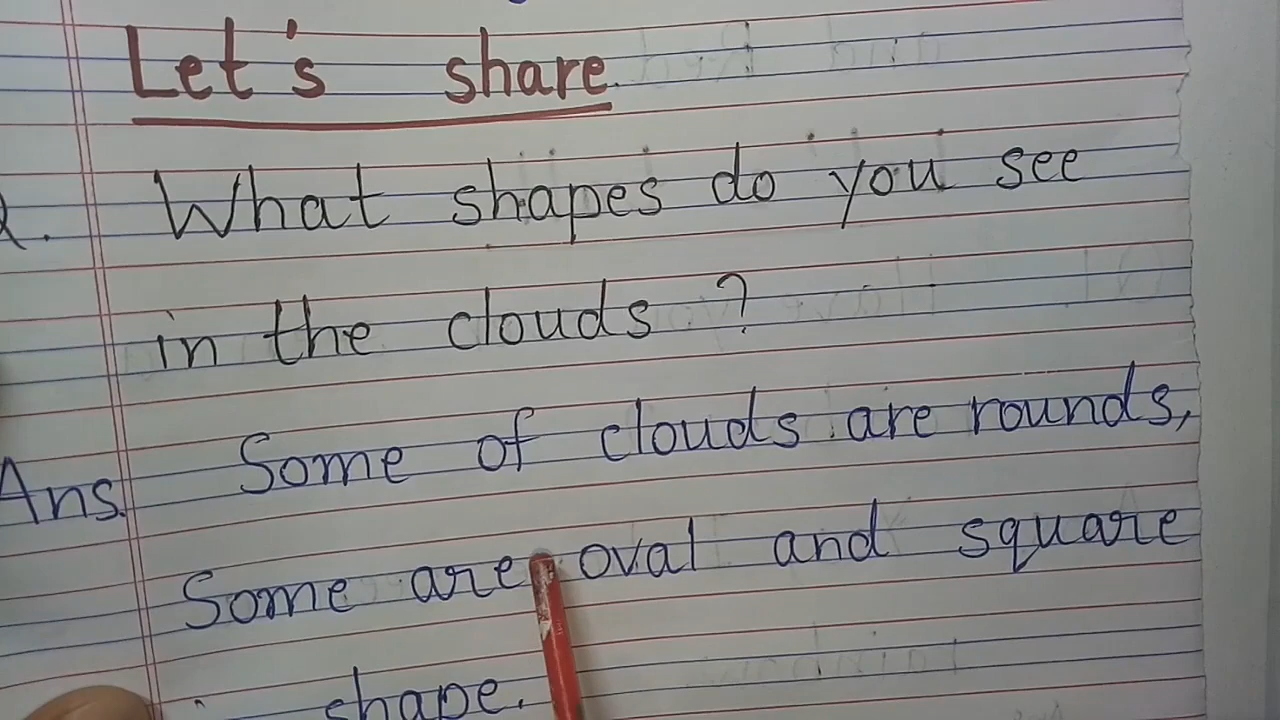 Let's share
Q. What shapes do you see
in the clouds ?
Ans. Some of clouds are rounds,
Some are oval and square
shape.